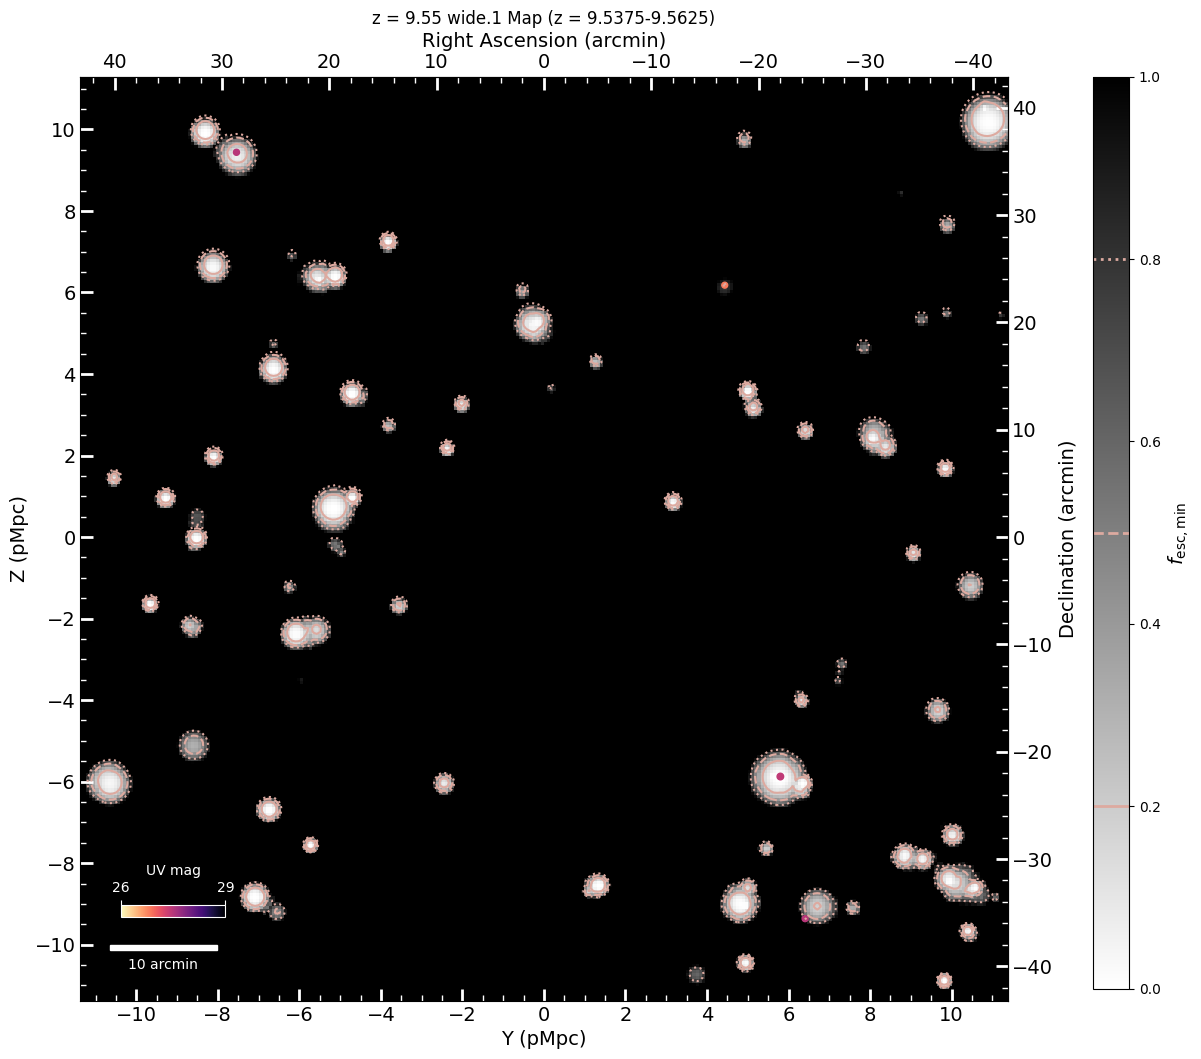 z = 9.55 wide.1 Map (z = 9.5375-9.5625)
Right Ascension (arcmin)
40 30 20 10 0 −10 −20 −30 −40
10
8
6
4
2
0
−2
−4
−6
−8
−10
Z (pMpc)
40
30
20
10
0
−10
−20
−30
−40
Declination (arcmin)
UV mag
26 29
10 arcmin
−10 −8 −6 −4 −2 0 2 4 6 8 10
Y (pMpc)
1.0
0.8
0.6
0.4
0.2
0.0
f_esc,min